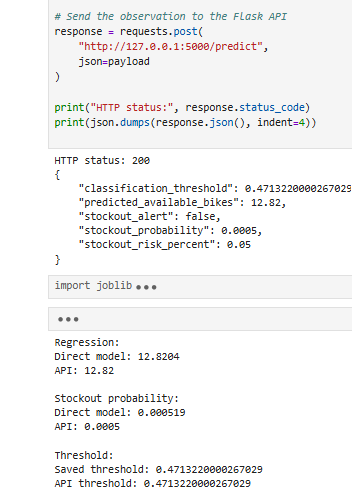 # Send the observation to the Flask API
response = requests.post(
    "http://127.0.0.1:5000/predict",
    json=payload
)
print("HTTP status:", response.status_code)
print(json.dumps(response.json(), indent=4))
HTTP status: 200
{
    "classification_threshold": 0.4713220000267029
    "predicted_available_bikes": 12.82,
    "stockout_alert": false,
    "stockout_probability": 0.0005,
    "stockout_risk_percent": 0.05
}
import joblib •••
•••
Regression:
Direct model: 12.8204
API: 12.82
Stockout probability:
Direct model: 0.000519
API: 0.0005
Threshold:
Saved threshold: 0.4713220000267029
API threshold: 0.4713220000267029